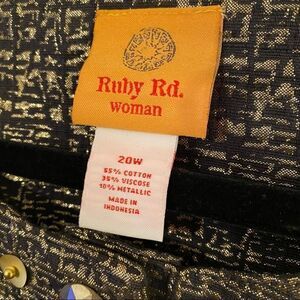 Ruby Rd.
woman
20W
55% COTTON
35% VISCOSE
10% METALLIC
MADE IN
INDONESIA